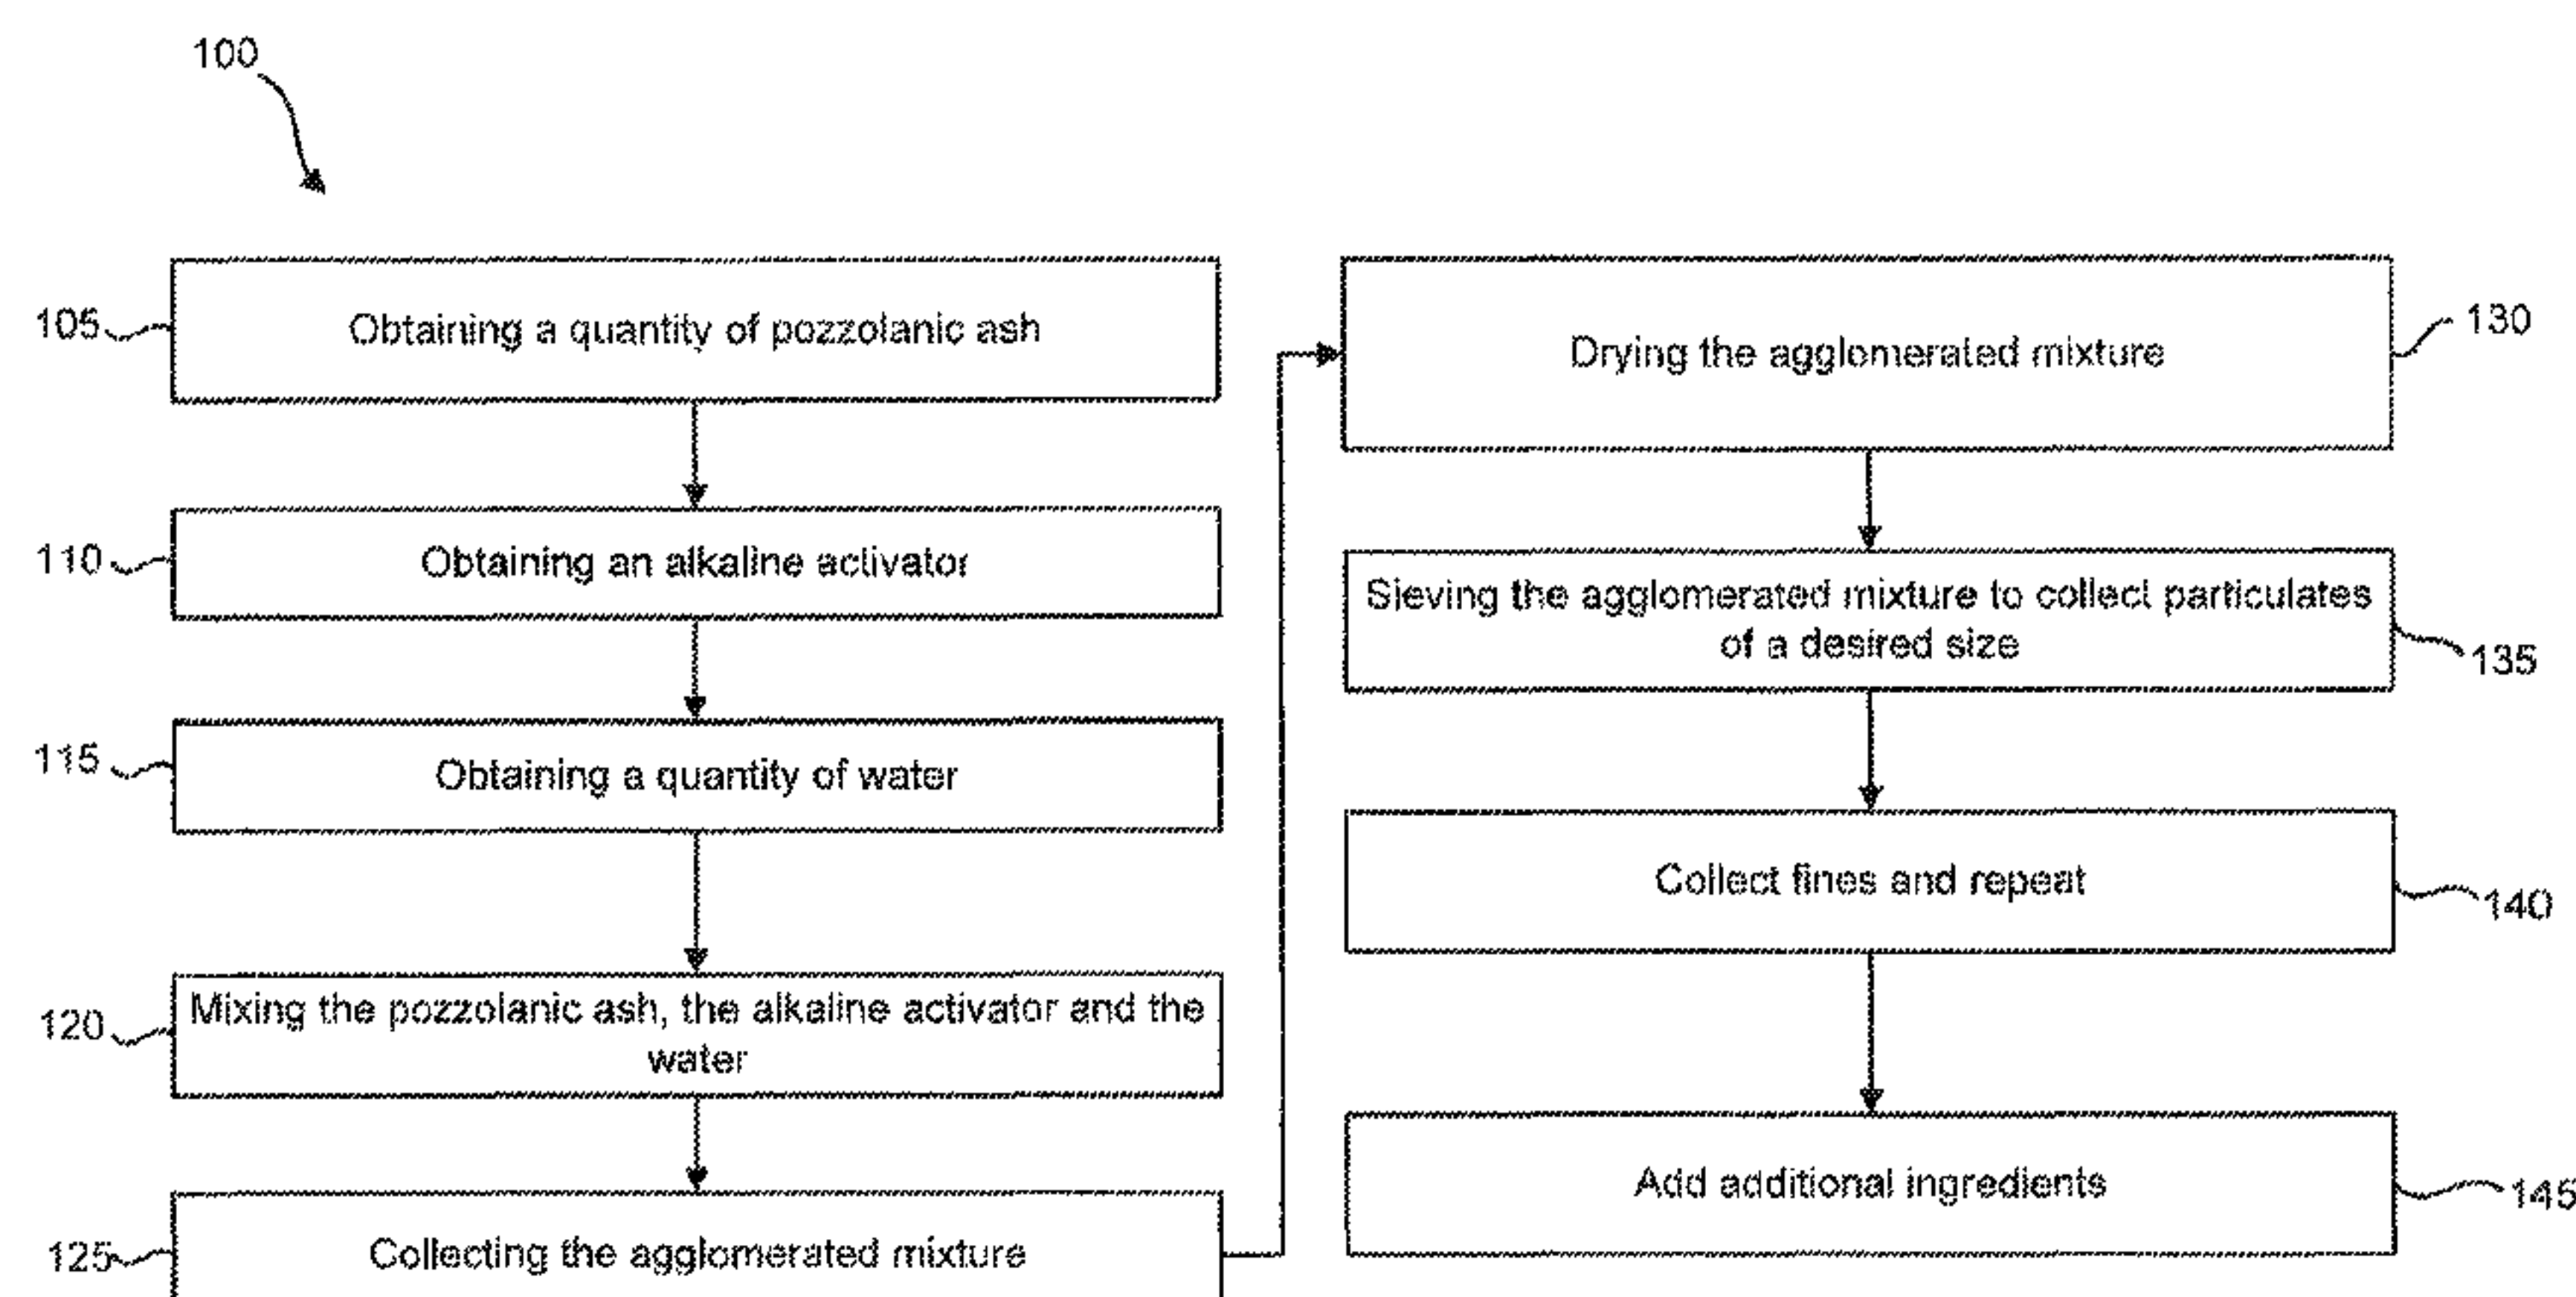 100
105
Obtaining a quantity of pozzolanic ash
110
Obtaining an alkaline activator
115
Obtaining a quantity of water
120
Mixing the pozzolanic ash, the alkaline activator and the
water
125
Collecting the agglomerated mixture
Drying the agglomerated mixture
130
Sieving the agglomerated mixture to collect particulates
of a desired size
135
Collect fines and repeat
140
Add additional ingredients
145